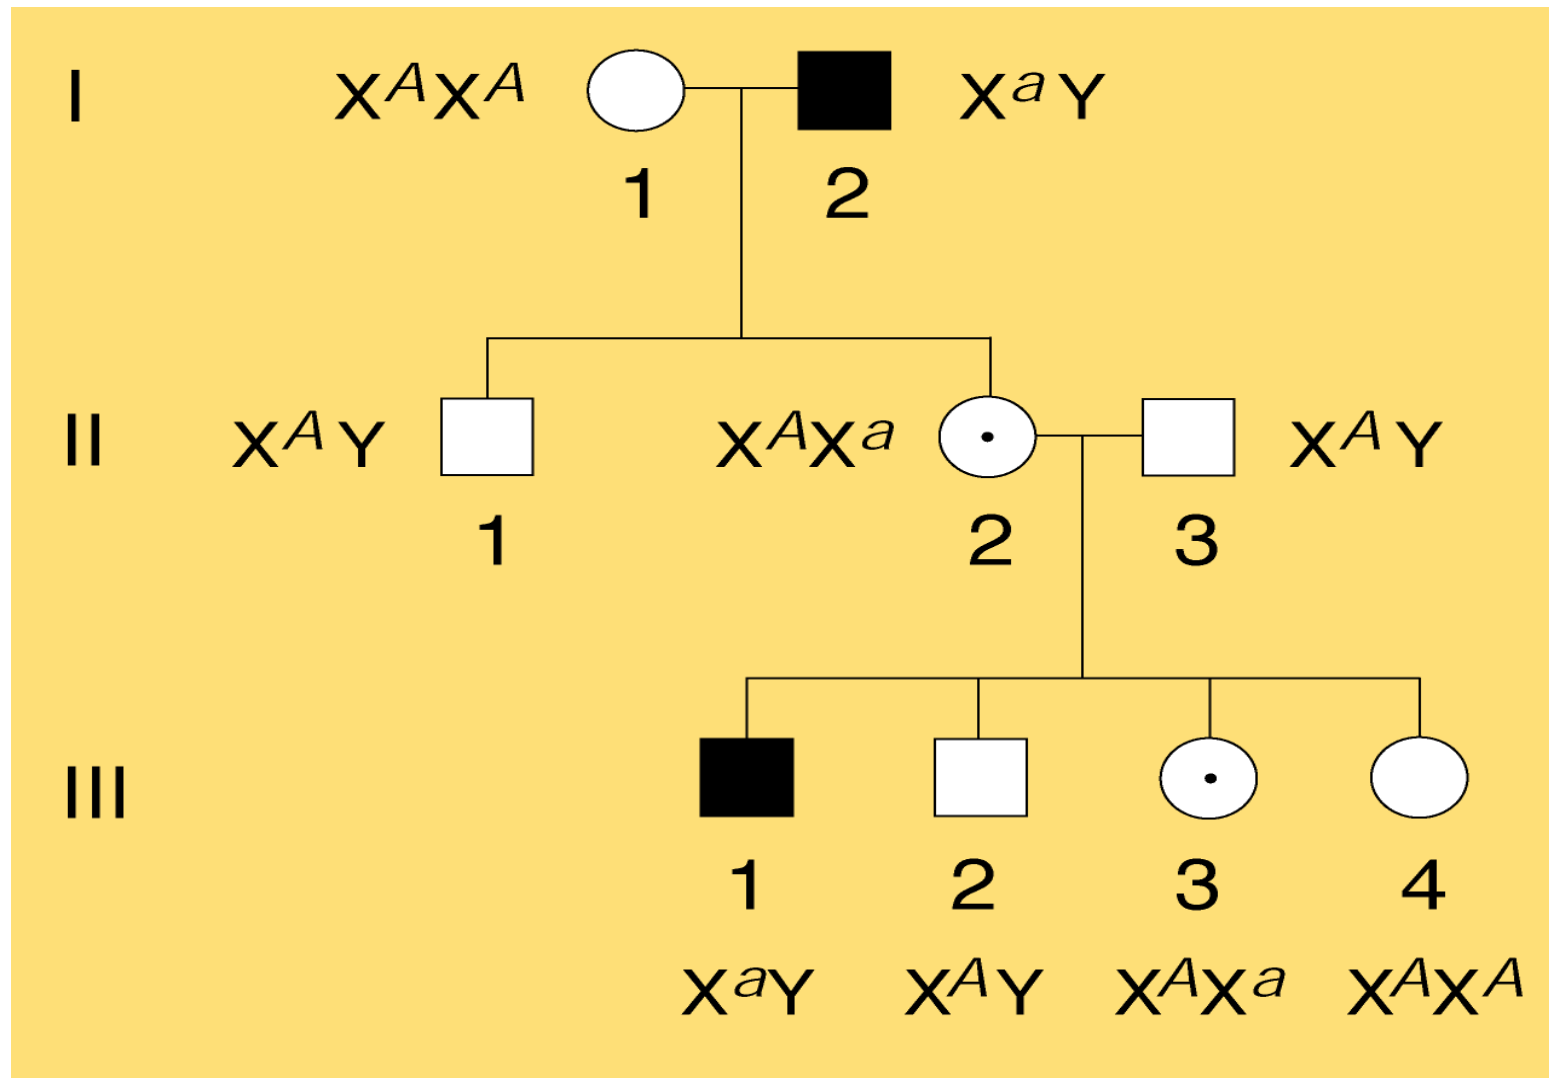 I X^A X^A X^a Y
1 2
II X^A Y X^A X^a X^A Y
1 2 3
III
1 2 3 4
X^a Y X^A Y X^A X^a X^A X^A